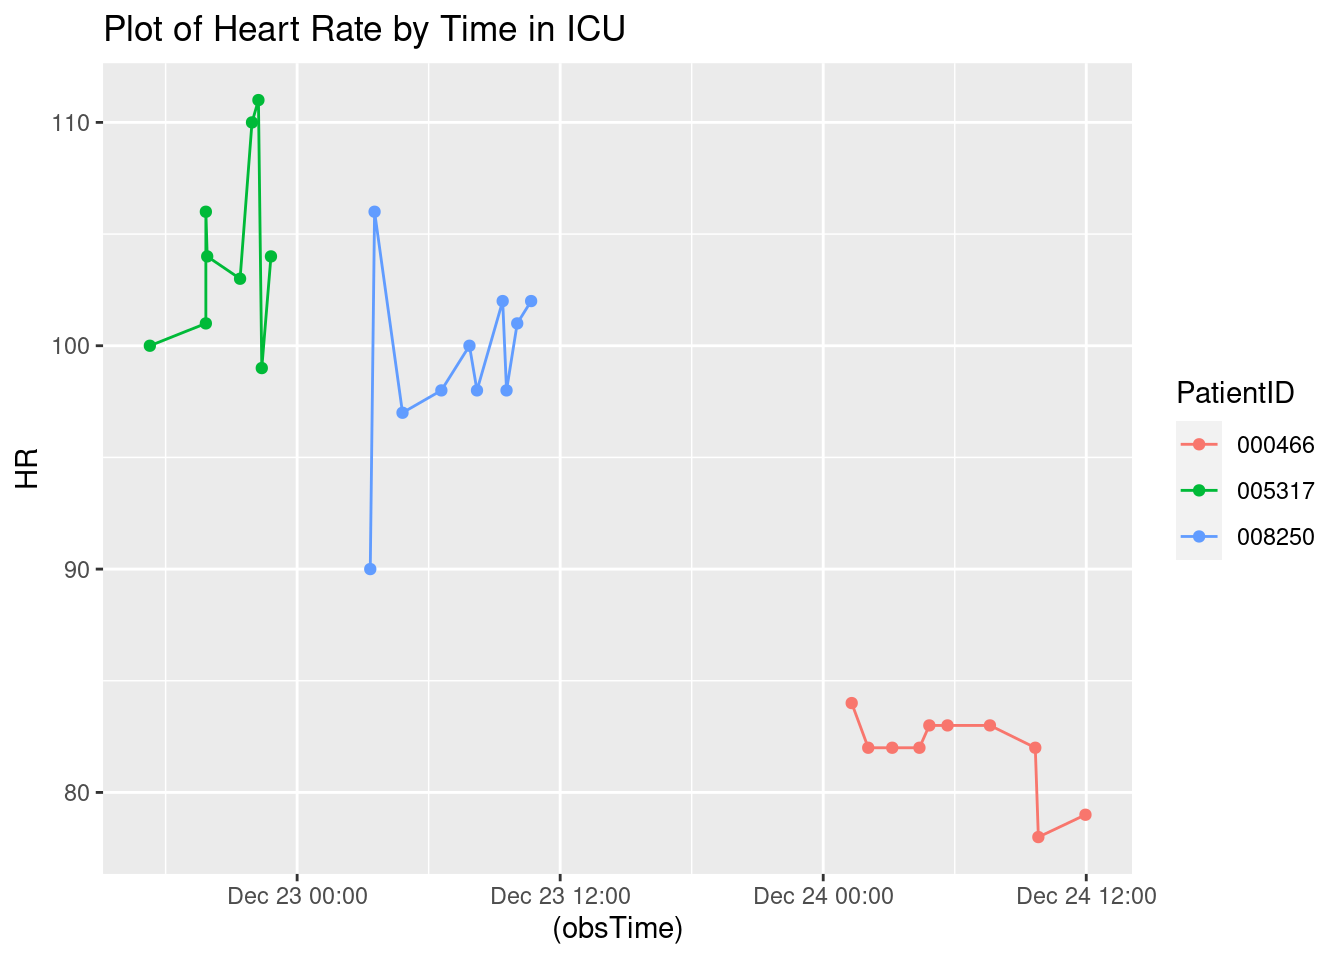 Plot of Heart Rate by Time in ICU
110
100
90
80
HR
Dec 23 00:00
Dec 23 12:00
Dec 24 00:00
Dec 24 12:00
(obsTime)
PatientID
000466
005317
008250